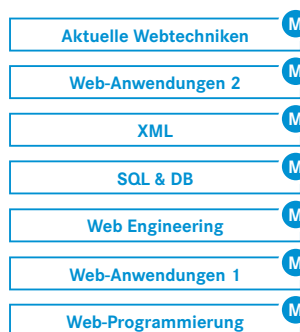 M
Aktuelle Webtechniken
M
Web-Anwendungen 2
M
XML
M
SQL & DB
M
Web Engineering
M
Web-Anwendungen 1
M
Web-Programmierung